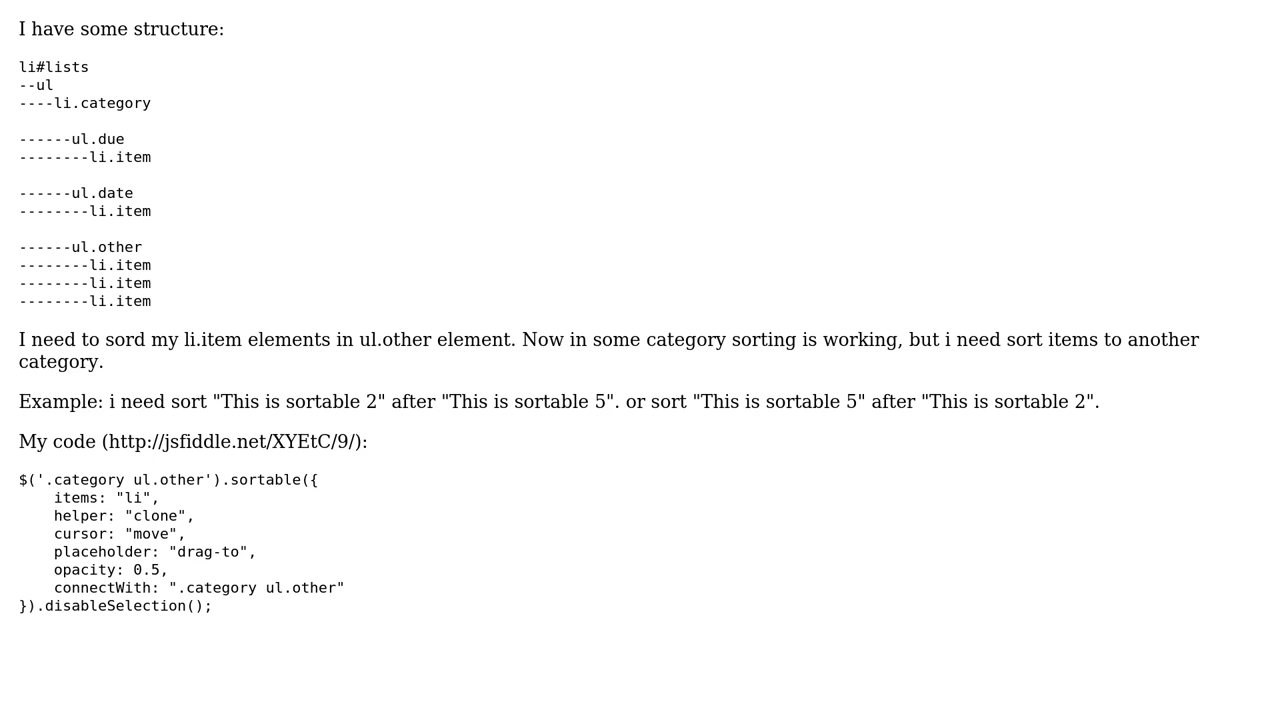 I have some structure:
li#lists
--ul
----li.category
------ul.due
--------li.item
------ul.date
--------li.item
------ul.other
--------li.item
--------li.item
--------li.item
I need to sord my li.item elements in ul.other element. Now in some category sorting is working, but i need sort items to another
category.
Example: i need sort "This is sortable 2" after "This is sortable 5". or sort "This is sortable 5" after "This is sortable 2".
My code (http://jsfiddle.net/XYEtC/9/):
$('.category ul.other').sortable({
    items: "li",
    helper: "clone",
    cursor: "move",
    placeholder: "drag-to",
    opacity: 0.5,
    connectWith: ".category ul.other"
}).disableSelection();